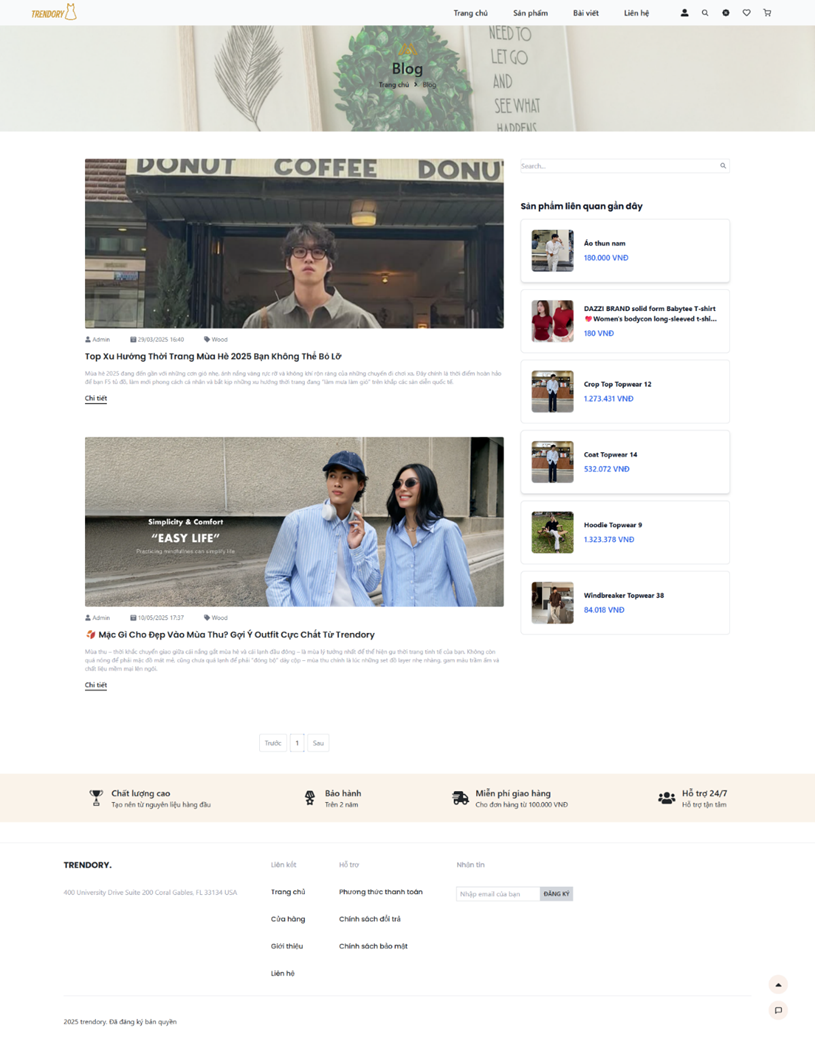 TRENDORY
Trang chủ Sản phẩm Bài viết Liên hệ
NEED TO
LET GO
AND
SEE WHAT
HAPPENS
Blog
Trang chủ > Blog
DONUT COFFEE DONU
Admin 29/03/2025 16:40 Wood
Top Xu Hướng Thời Trang Mùa Hè 2025 Bạn Không Thể Bỏ Lỡ
Mùa hè 2025 đang đến gần với những cơn gió nhẹ, ánh nắng vàng rực rỡ và không khí rộn ràng của những chuyến đi chơi xa. Đây chính là thời điểm hoàn hảo
để bạn F5 tủ đồ, làm mới phong cách cá nhân và bắt kịp những xu hướng thời trang đang "làm mưa làm gió" trên khắp các sàn diễn quốc tế.
Chi tiết
Simplicity & Comfort
“EASY LIFE”
Practicing mindfulness can simplify life
Admin 10/05/2025 17:37 Wood
Mặc Gì Cho Đẹp Vào Mùa Thu? Gợi Ý Outfit Cực Chất Từ Trendory
Mùa thu – thời khắc chuyển giao giữa cái nắng gắt mùa hè và cái lạnh đầu đông – là mùa lý tưởng nhất để thể hiện gu thời trang tinh tế của bạn. Không còn
quá nóng để phải mặc đồ mát mẻ, cũng chưa quá lạnh để phải "đóng bộ" dày cộp – mùa thu chính là lúc những set đồ layer nhẹ nhàng, gam màu trầm ấm và
chất liệu mềm mại lên ngôi.
Chi tiết
Trước 1 Sau
Search...
Sản phẩm liên quan gần đây
Áo thun nam
180.000 VNĐ
DAZZI BRAND solid form Babytee T-shirt
Women's bodycon long-sleeved t-shi...
180 VNĐ
Crop Top Topwear 12
1.273.431 VNĐ
Coat Topwear 14
532.072 VNĐ
Hoodie Topwear 9
1.323.378 VNĐ
Windbreaker Topwear 38
84.018 VNĐ
Chất lượng cao
Tạo nên từ nguyên liệu hàng đầu
Bảo hành
Trên 2 năm
Miễn phí giao hàng
Cho đơn hàng từ 100.000 VNĐ
Hỗ trợ 24/7
Hỗ trợ tận tâm
TRENDORY.
400 University Drive Suite 200 Coral Gables, FL 33134 USA
Liên kết
Trang chủ
Cửa hàng
Giới thiệu
Liên hệ
Hỗ trợ
Phương thức thanh toán
Chính sách đổi trả
Chính sách bảo mật
Nhắn tin
Nhập email của bạn ĐĂNG KÝ
2025 trendory. Đã đăng ký bản quyền